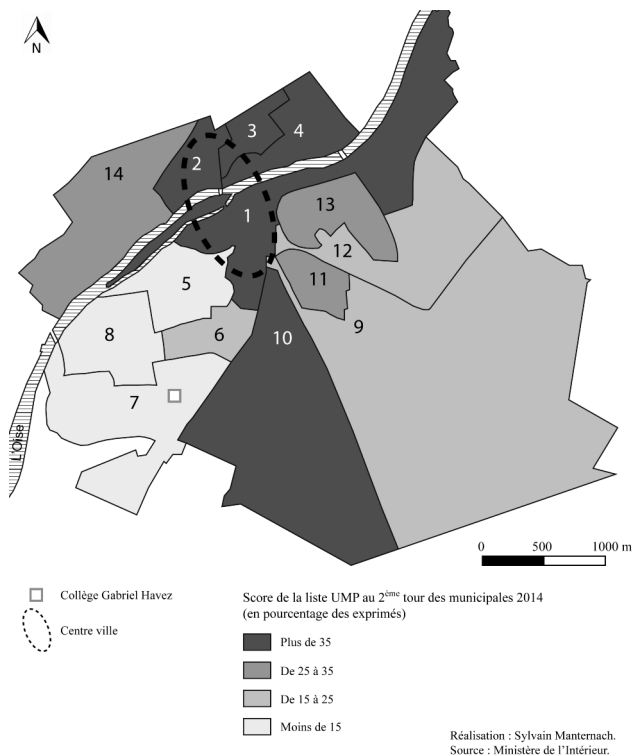 N
3
4
2
14
13
1
12
5
11
6
9
8
10
7
L'Oise
0 500 1000 m
Collège Gabriel Havez
Centre ville
Score de la liste UMP au 2ème tour des municipales 2014
(en pourcentage des exprimés)
Plus de 35
De 25 à 35
De 15 à 25
Moins de 15
Réalisation : Sylvain Manternach.
Source : Ministère de l'Intérieur.